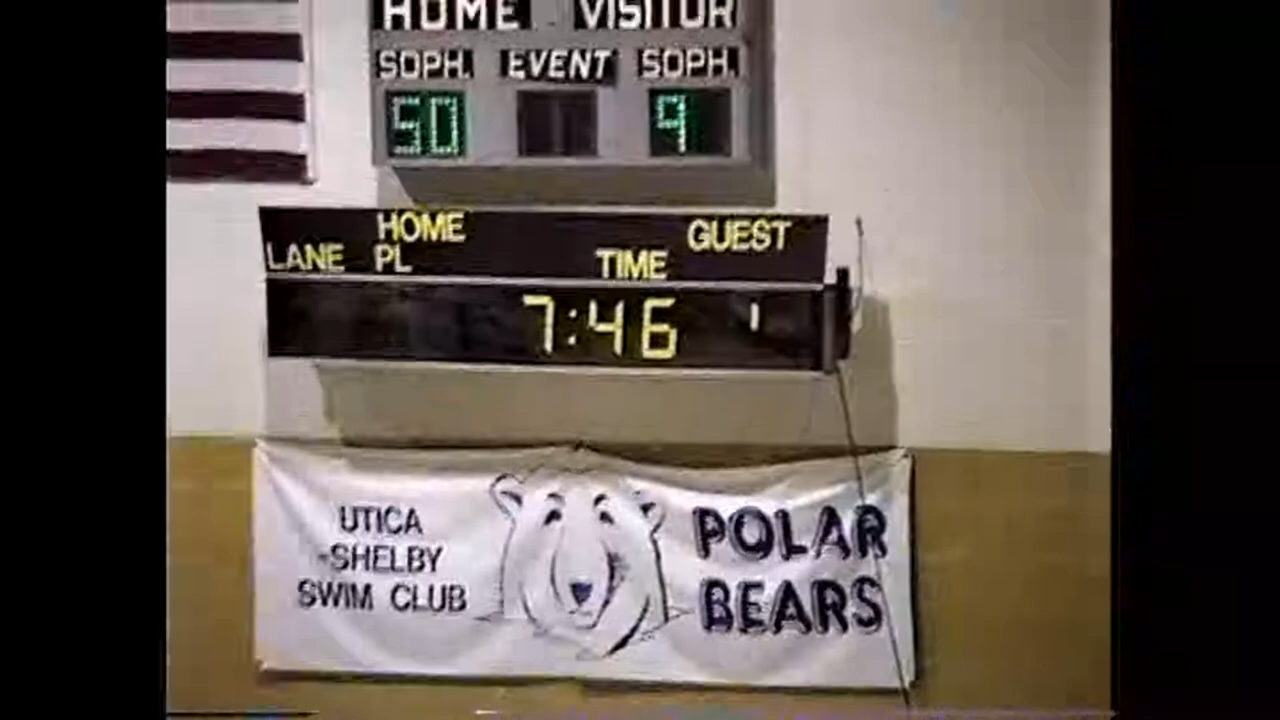 HOME VISITOR
SOPH. EVENT SOPH.
50 9
HOME GUEST
LANE PL TIME
7:46
UTICA
-SHELBY
SWIM CLUB
POLAR
BEARS